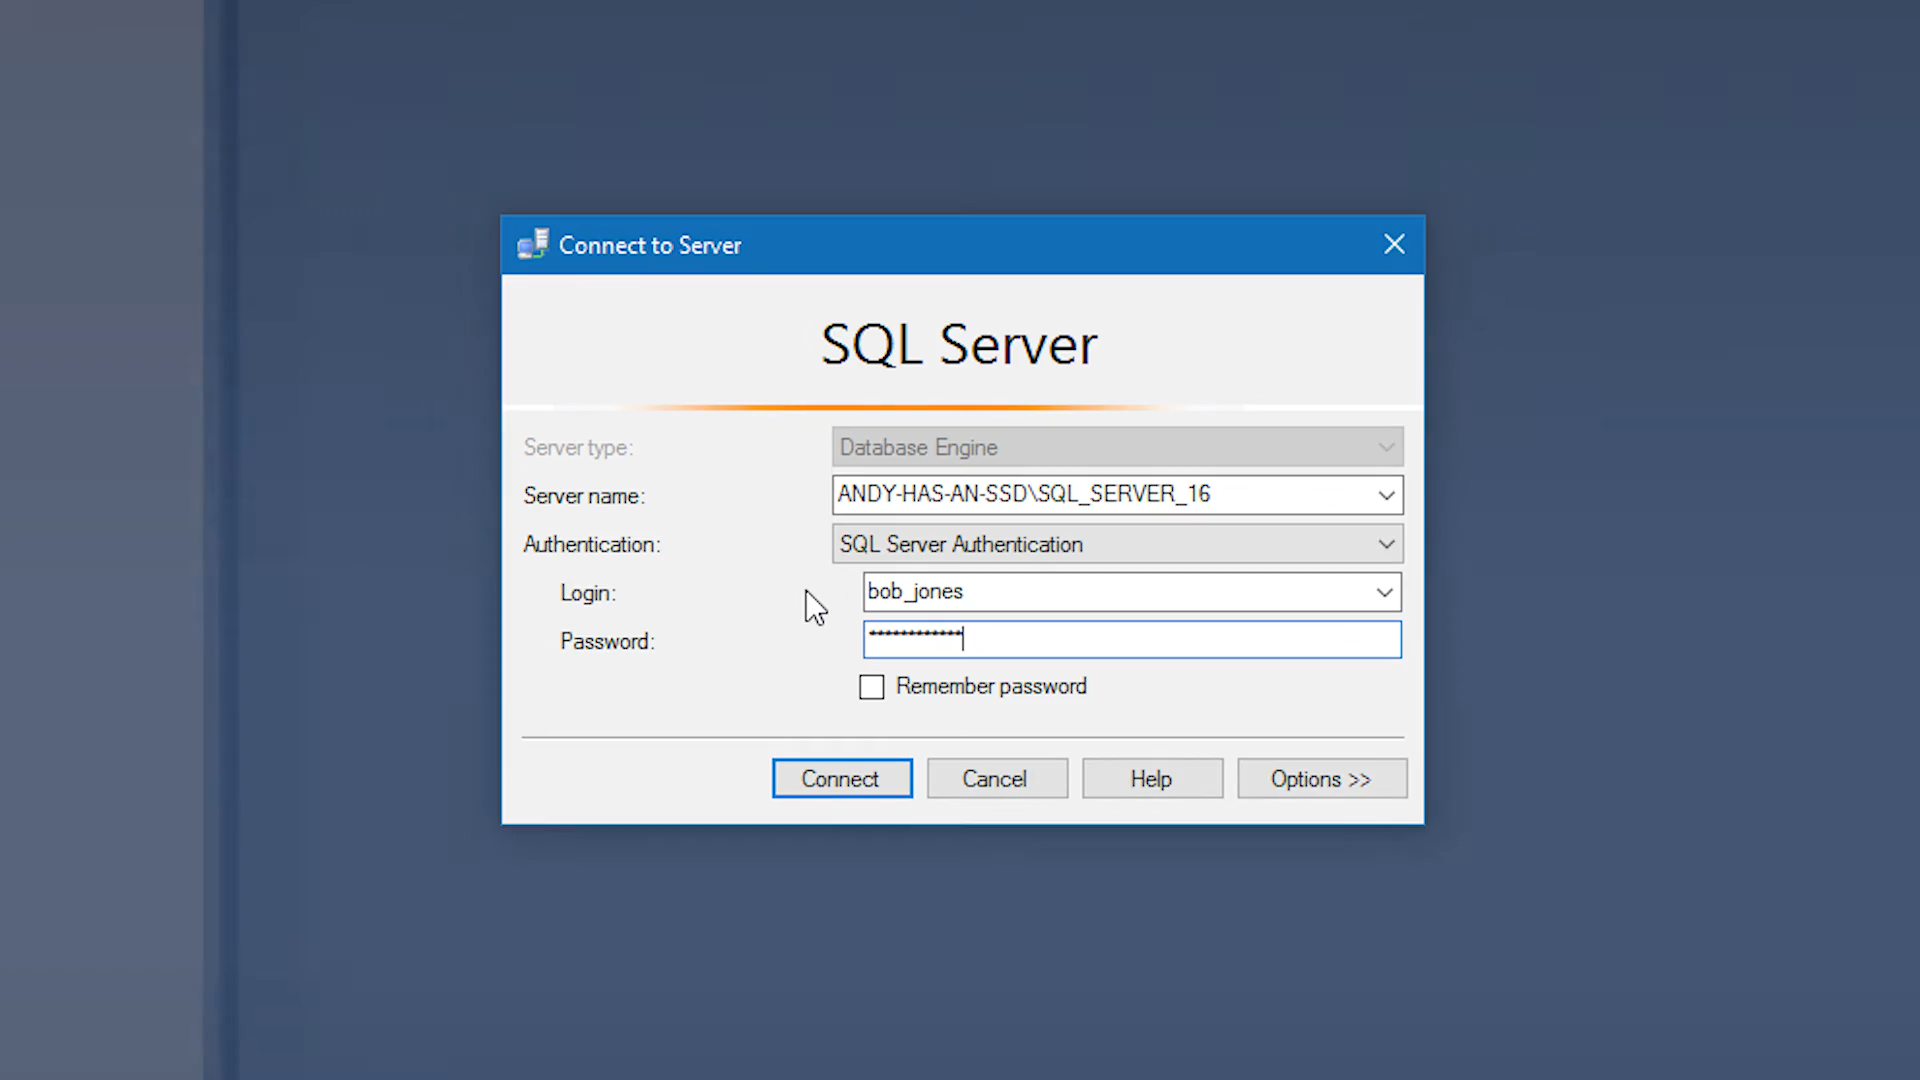 Connect to Server
SQL Server
Server type: Database Engine
Server name: ANDY-HAS-AN-SSD\SQL_SERVER_16
Authentication: SQL Server Authentication
Login: bob_jones
Password: ************
Remember password
Connect Cancel Help Options >>